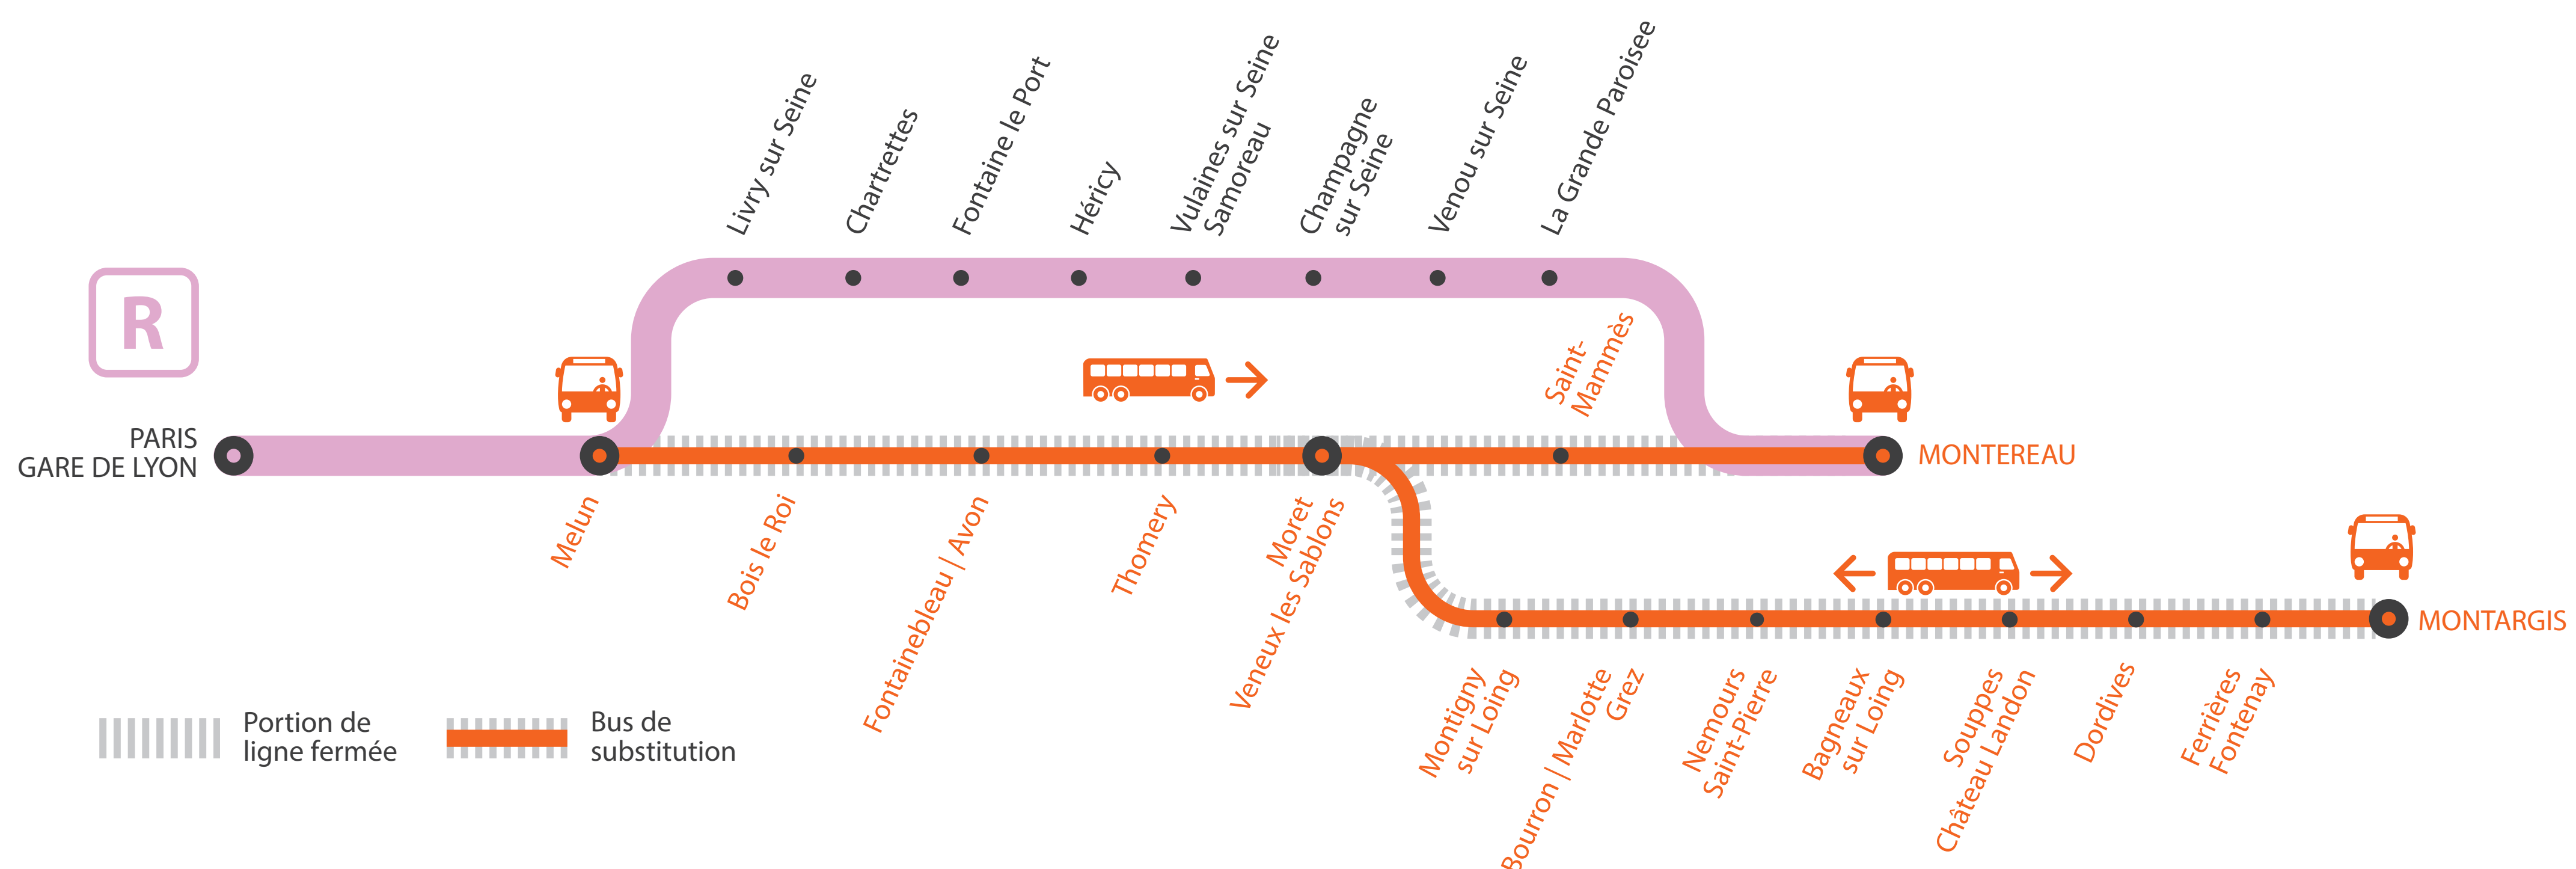 Livry sur Seine
Chartrettes
Fontaine le Port
Héricy
Vulaines sur Seine
Samoreau
Champagne
sur Seine
Venou sur Seine
La Grande Paroisee
R
PARIS
GARE DE LYON
Saint-
Mammès
MONTEREAU
Melun
Bois le Roi
Fontainebleau | Avon
Thomery
Moret
Veneux les Sablons
MONTARGIS
Montigny
sur Loing
Bourron | Marlotte
Grez
Nemours
Saint-Pierre
Bagneaux
sur Loing
Souppes
Château Landon
Dordives
Ferrières
Fontenay
Portion de
ligne fermée
Bus de
substitution